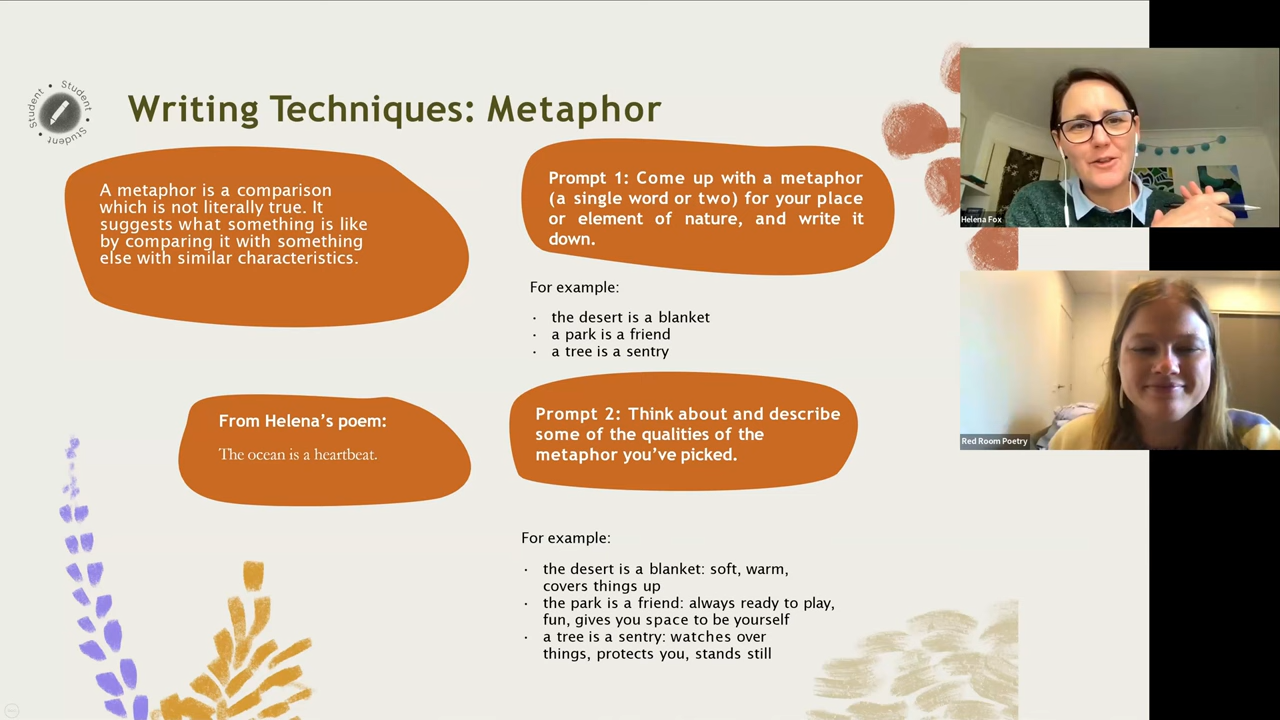 Student • Student • Student •
Writing Techniques: Metaphor
A metaphor is a comparison
which is not literally true. It
suggests what something is like
by comparing it with something
else with similar characteristics.
From Helena’s poem:
The ocean is a heartbeat.
Prompt 1: Come up with a metaphor
(a single word or two) for your place
or element of nature, and write it
down.
For example:
· the desert is a blanket
· a park is a friend
· a tree is a sentry
Prompt 2: Think about and describe
some of the qualities of the
metaphor you’ve picked.
For example:
· the desert is a blanket: soft, warm,
covers things up
· the park is a friend: always ready to play,
fun, gives you space to be yourself
· a tree is a sentry: watches over
things, protects you, stands still
Helena Fox
Red Room Poetry